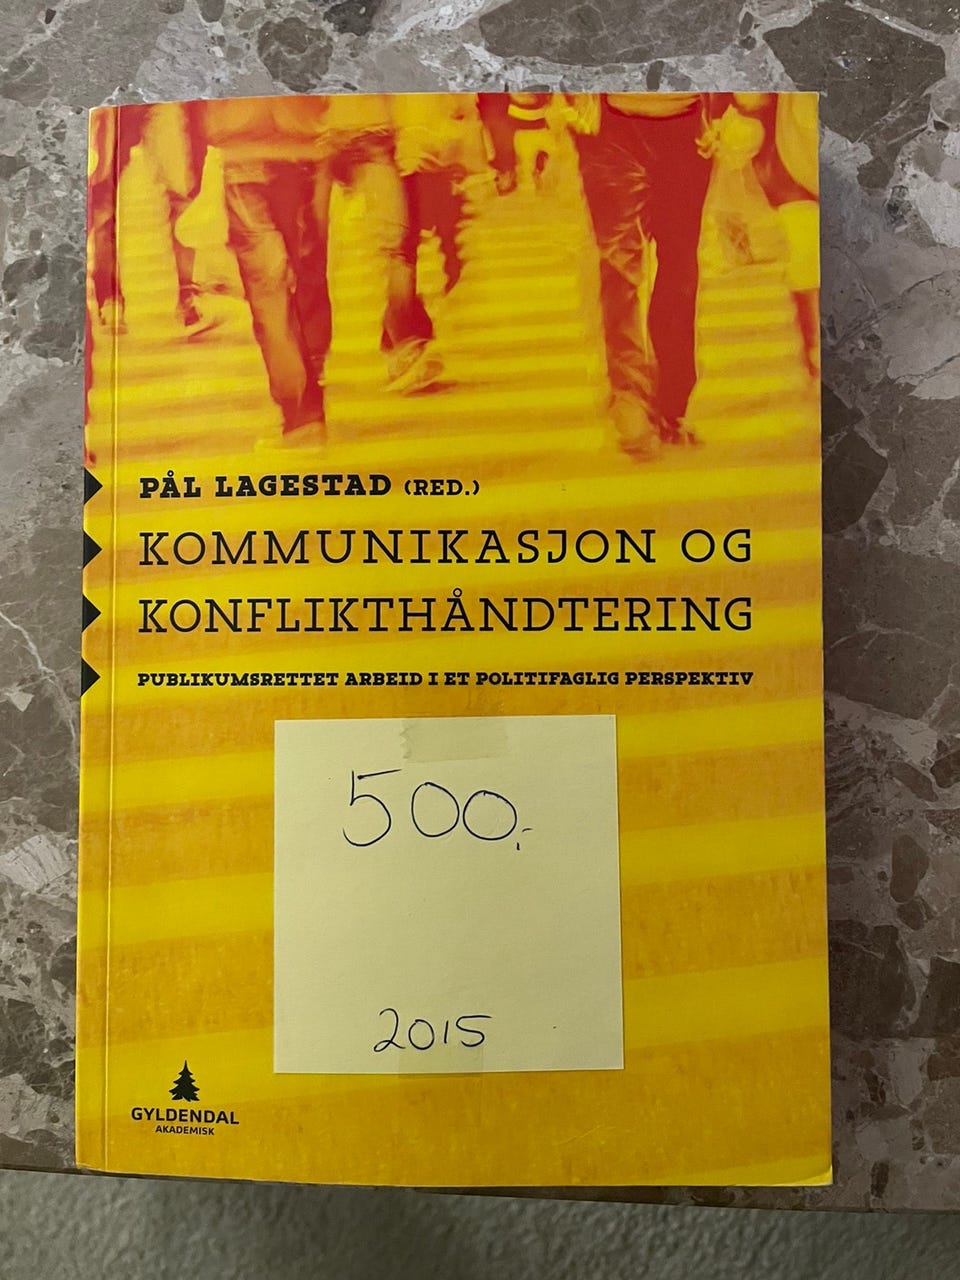 PÅL LAGESTAD (RED.)
KOMMUNIKASJON OG
KONFLIKTHÅNDTERING
PUBLIKUMSRETTET ARBEID I ET POLITIFAGLIG PERSPEKTIV
500,-
2015
GYLDENDAL
AKADEMISK